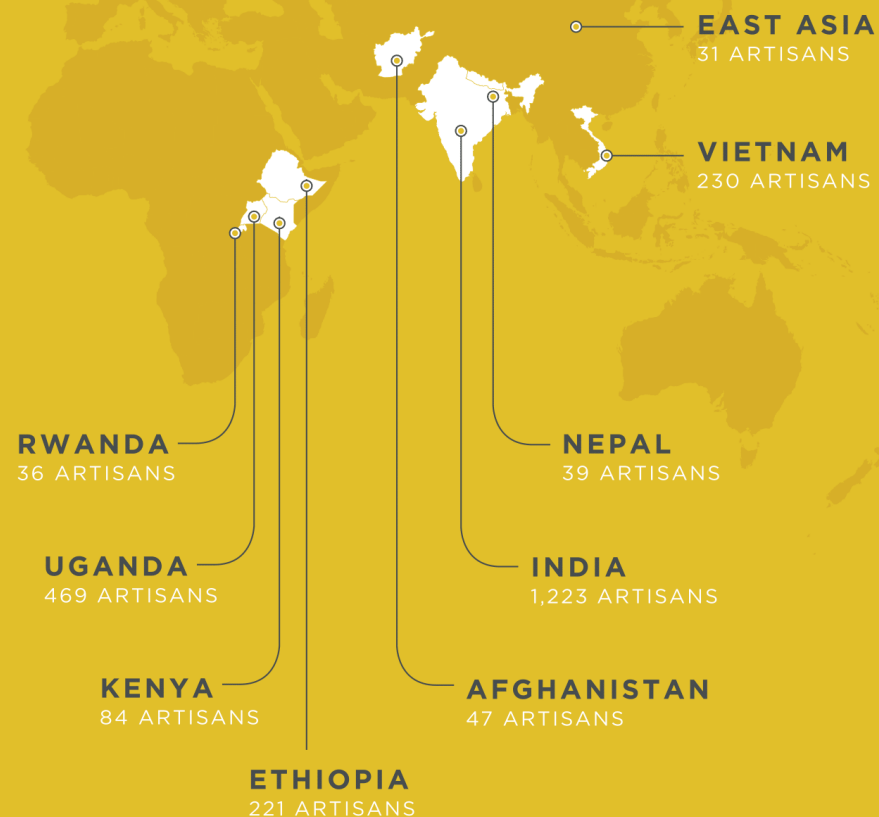 EAST ASIA
31 ARTISANS
VIETNAM
230 ARTISANS
RWANDA
36 ARTISANS
NEPAL
39 ARTISANS
UGANDA
469 ARTISANS
INDIA
1,223 ARTISANS
KENYA
84 ARTISANS
AFGHANISTAN
47 ARTISANS
ETHIOPIA
221 ARTISANS